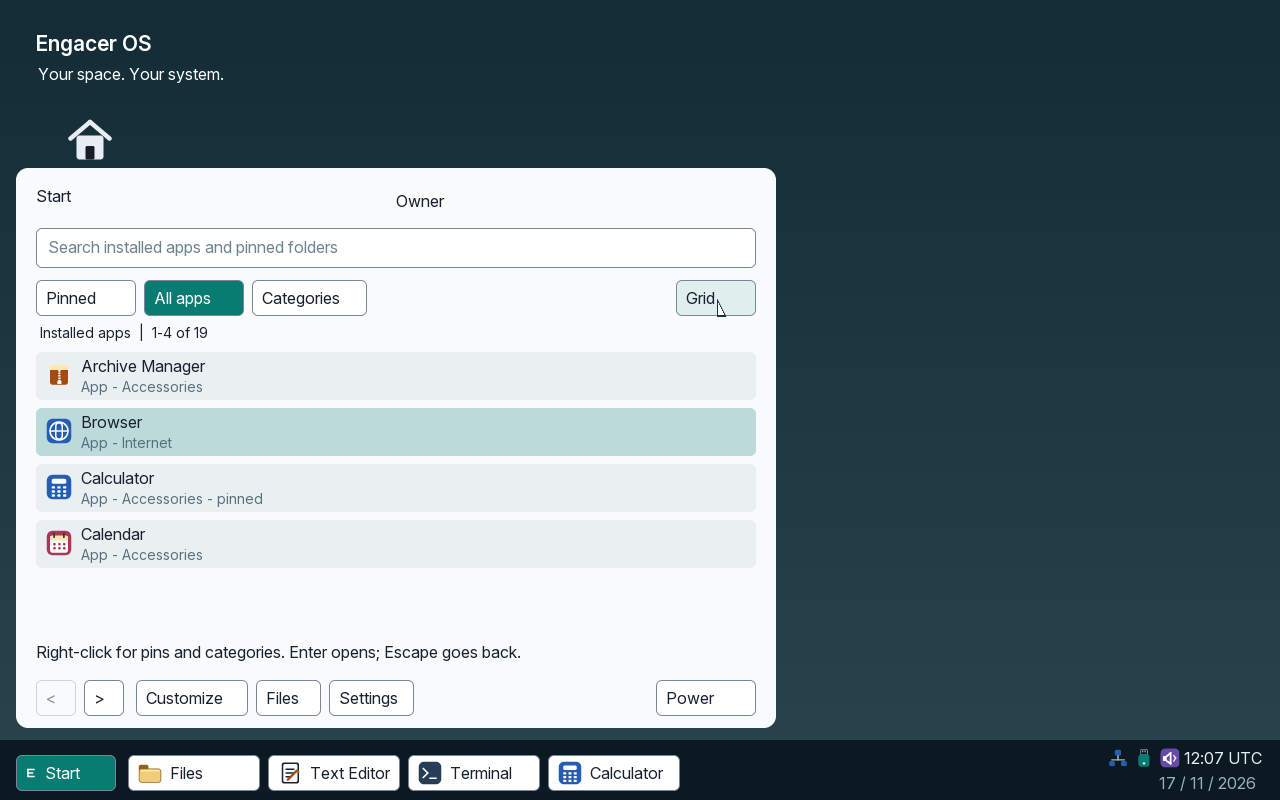 Engacer OS
Your space. Your system.
Start
Owner
Search installed apps and pinned folders
Pinned
All apps
Categories
Grid
Installed apps | 1-4 of 19
Archive Manager
App - Accessories
Browser
App - Internet
Calculator
App - Accessories - pinned
Calendar
App - Accessories
Right-click for pins and categories. Enter opens; Escape goes back.
<
>
Customize
Files
Settings
Power
E Start
Files
Text Editor
Terminal
Calculator
12:07 UTC
17 / 11 / 2026